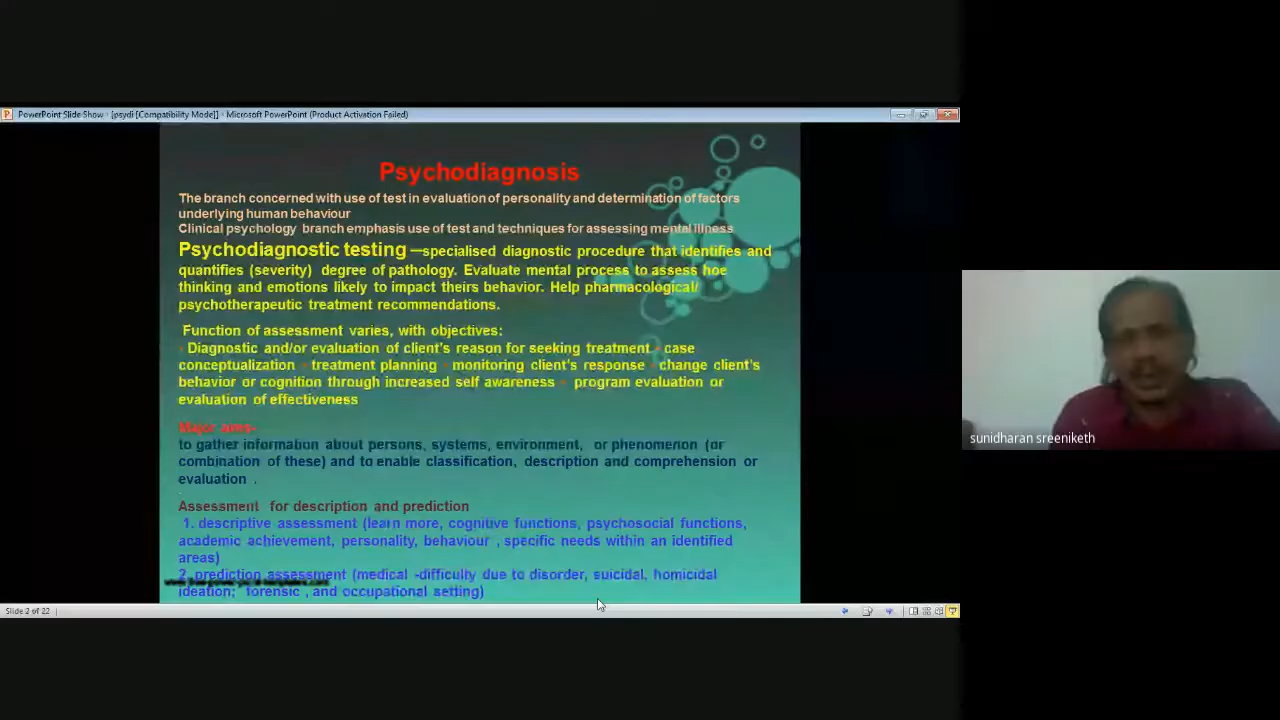 PowerPoint Slide Show - [psydi [Compatibility Mode]] - Microsoft PowerPoint (Product Activation Failed)
Psychodiagnosis
The branch concerned with use of test in evaluation of personality and determination of factors
underlying human behaviour
Clinical psychology branch emphasis use of test and techniques for assessing mental illness
Psychodiagnostic testing —specialised diagnostic procedure that identifies and
quantifies (severity) degree of pathology. Evaluate mental process to assess hoe
thinking and emotions likely to impact theirs behavior. Help pharmacological/
psychotherapeutic treatment recommendations.
Function of assessment varies, with objectives:
• Diagnostic and/or evaluation of client's reason for seeking treatment • case
conceptualization • treatment planning • monitoring client's response • change client's
behavior or cognition through increased self awareness • program evaluation or
evaluation of effectiveness
Major aims-
to gather information about persons, systems, environment, or phenomenon (or
combination of these) and to enable classification, description and comprehension or
evaluation .
Assessment for description and prediction
1. descriptive assessment (learn more, cognitive functions, psychosocial functions,
academic achievement, personality, behaviour , specific needs within an identified
areas)
2. prediction assessment (medical -difficulty due to disorder, suicidal, homicidal
ideation; forensic , and occupational setting)
Slide 2 of 22
sunidharan sreeniketh